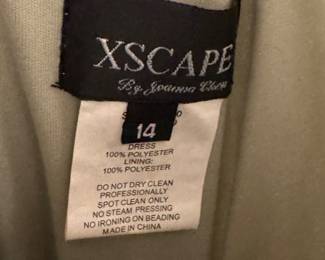 XSCAPE
By Joanna Chen
14
DRESS
100% POLYESTER
LINING:
100% POLYESTER
DO NOT DRY CLEAN
PROFESSIONALLY
SPOT CLEAN ONLY
NO STEAM PRESSING
NO IRONING ON BEADING
MADE IN CHINA